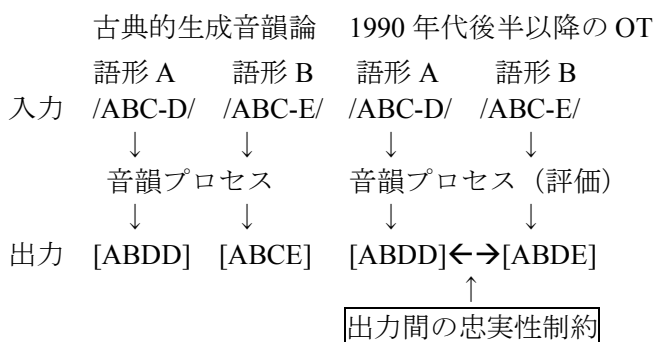 古典的生成音韻論 1990 年代後半以降の OT
語形 A 語形 B 語形 A 語形 B
入力 /ABC-D/ /ABC-E/ /ABC-D/ /ABC-E/
↓ ↓ ↓ ↓
音韻プロセス 音韻プロセス（評価）
↓ ↓ ↓ ↓
出力 [ABDD] [ABCE] [ABDD]←→[ABDE]
↑
出力間の忠実性制約